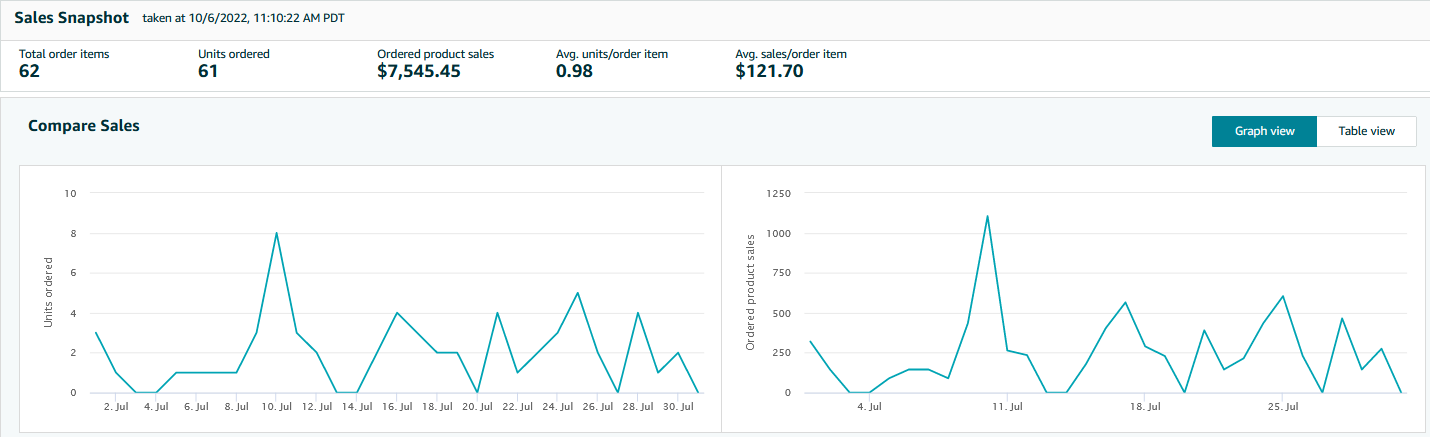 Sales Snapshot taken at 10/6/2022, 11:10:22 AM PDT
Total order items Units ordered Ordered product sales Avg. units/order item Avg. sales/order item
62 61 $7,545.45 0.98 $121.70
Compare Sales
Graph view Table view
Units ordered
10
8
6
4
2
0
2. Jul 4. Jul 6. Jul 8. Jul 10. Jul 12. Jul 14. Jul 16. Jul 18. Jul 20. Jul 22. Jul 24. Jul 26. Jul 28. Jul 30. Jul
Ordered product sales
1250
1000
750
500
250
0
4. Jul 11. Jul 18. Jul 25. Jul